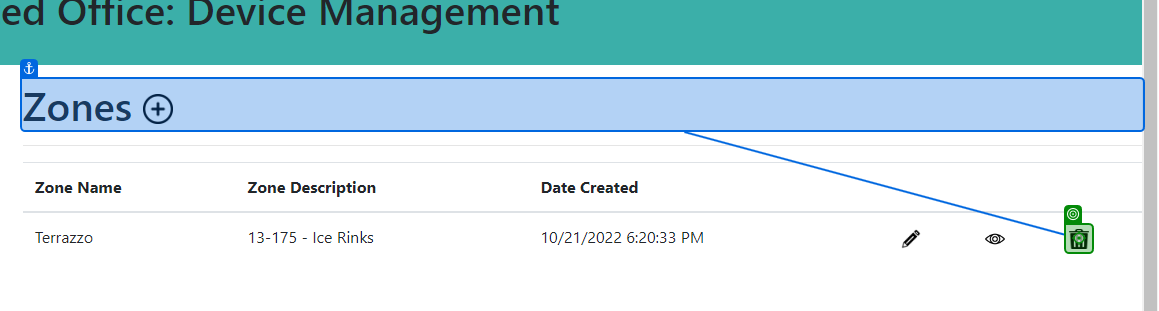 ed Office: Device Management
Zones
Zone Name Zone Description Date Created
Terrazzo 13-175 - Ice Rinks 10/21/2022 6:20:33 PM